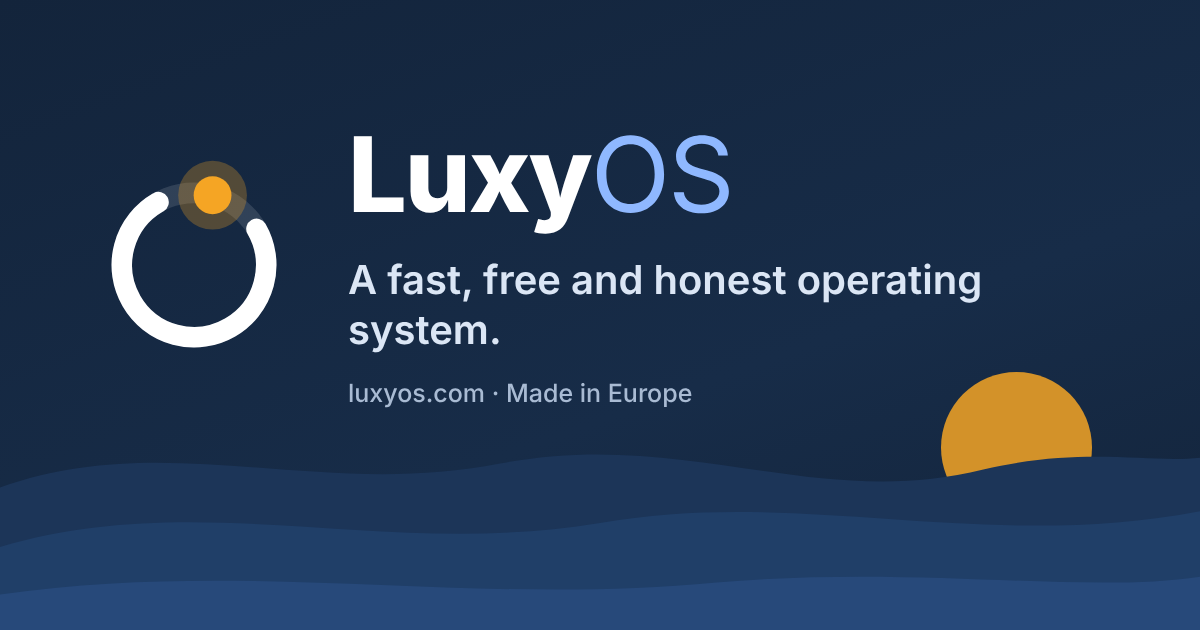 LuxyOS
A fast, free and honest operating
system.
luxyos.com · Made in Europe